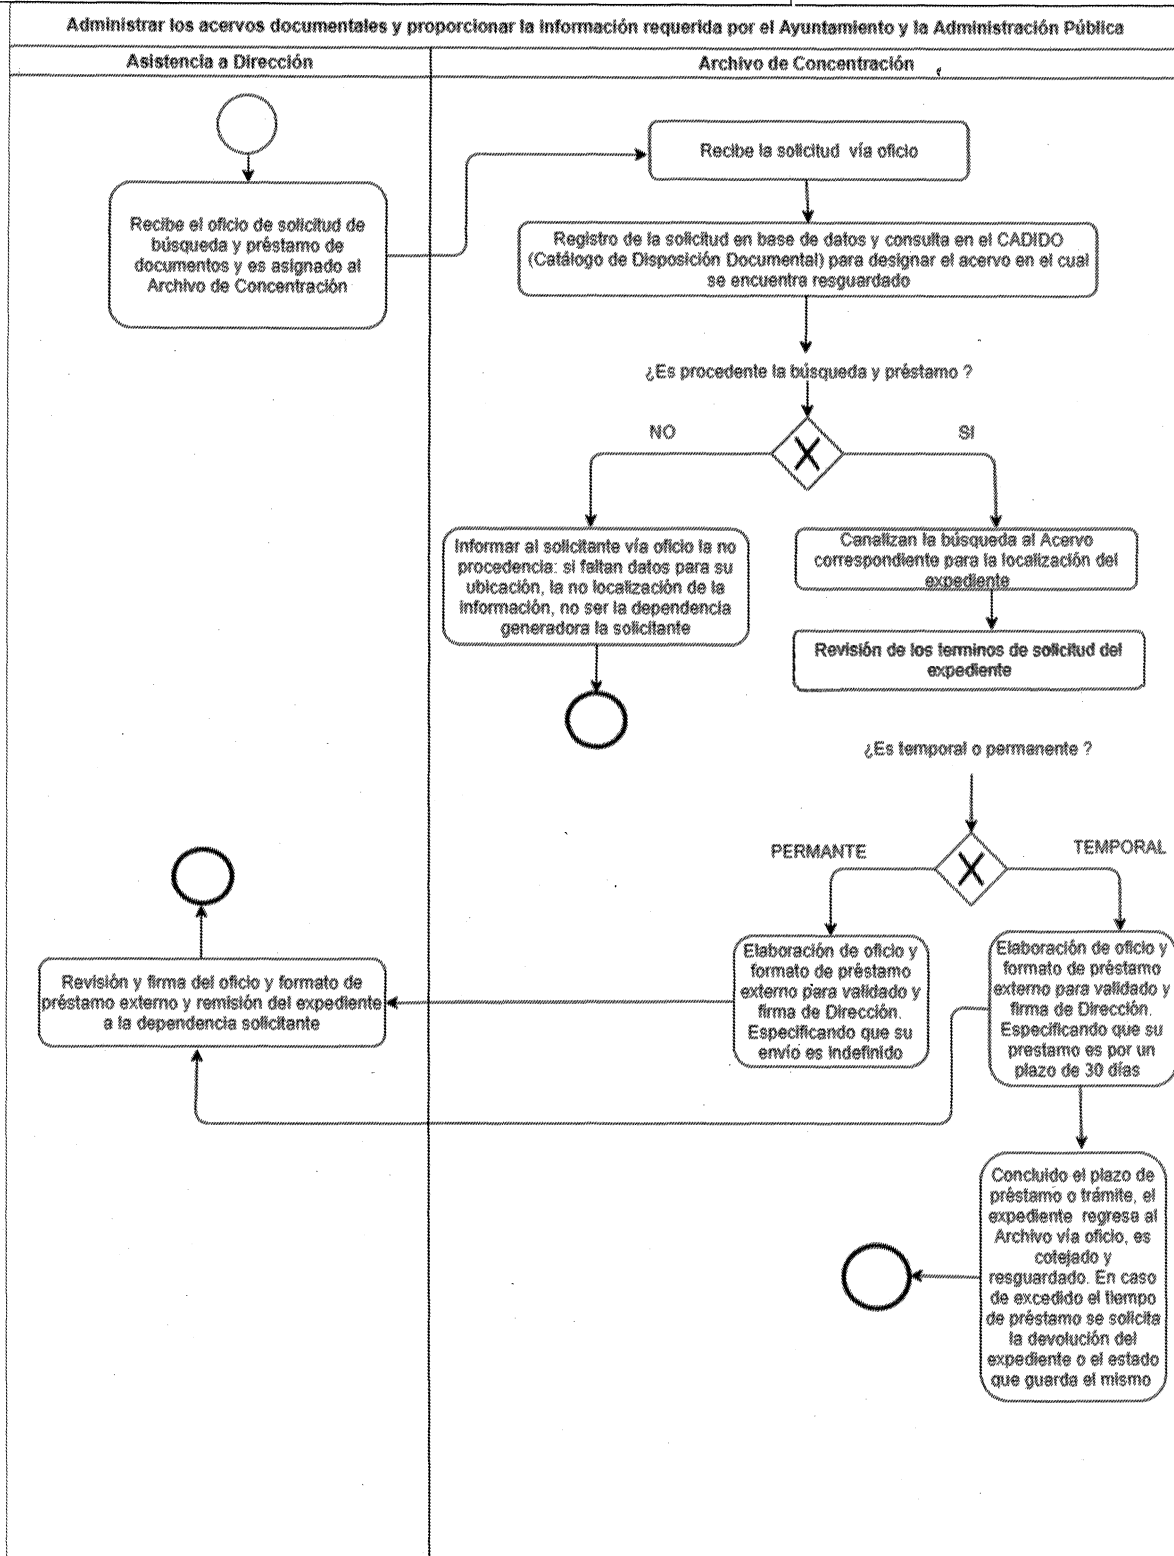 Administrar los acervos documentales y proporcionar la información requerida por el Ayuntamiento y la Administración Pública
Asistencia a Dirección
Archivo de Concentración
Recibe el oficio de solicitud de
búsqueda y préstamo de
documentos y es asignado al
Archivo de Concentración
Recibe la solicitud vía oficio
Registro de la solicitud en base de datos y consulta en el CADIDO
(Catálogo de Disposición Documental) para designar el acervo en el cual
se encuentra resguardado
¿Es procedente la búsqueda y préstamo ?
NO
SI
Informar al solicitante vía oficio la no
procedencia: si faltan datos para su
ubicación, la no localización de la
información, no ser la dependencia
generadora la solicitante
Canalizan la búsqueda al Acervo
correspondiente para la localización del
expediente
Revisión de los terminos de solicitud del
expediente
¿Es temporal o permanente ?
PERMANTE
TEMPORAL
Elaboración de oficio y
formato de préstamo
externo para validado y
firma de Dirección.
Especificando que su
envío es indefinido
Elaboración de oficio y
formato de préstamo
externo para validado y
firma de Dirección.
Especificando que su
prestamo es por un
plazo de 30 días
Revisión y firma del oficio y formato de
préstamo externo y remisión del expediente
a la dependencia solicitante
Concluido el plazo de
préstamo o trámite, el
expediente regresa al
Archivo vía oficio, es
cotejado y
resguardado. En caso
de excedido el tiempo
de préstamo se solicita
la devolución del
expediente o el estado
que guarda el mismo